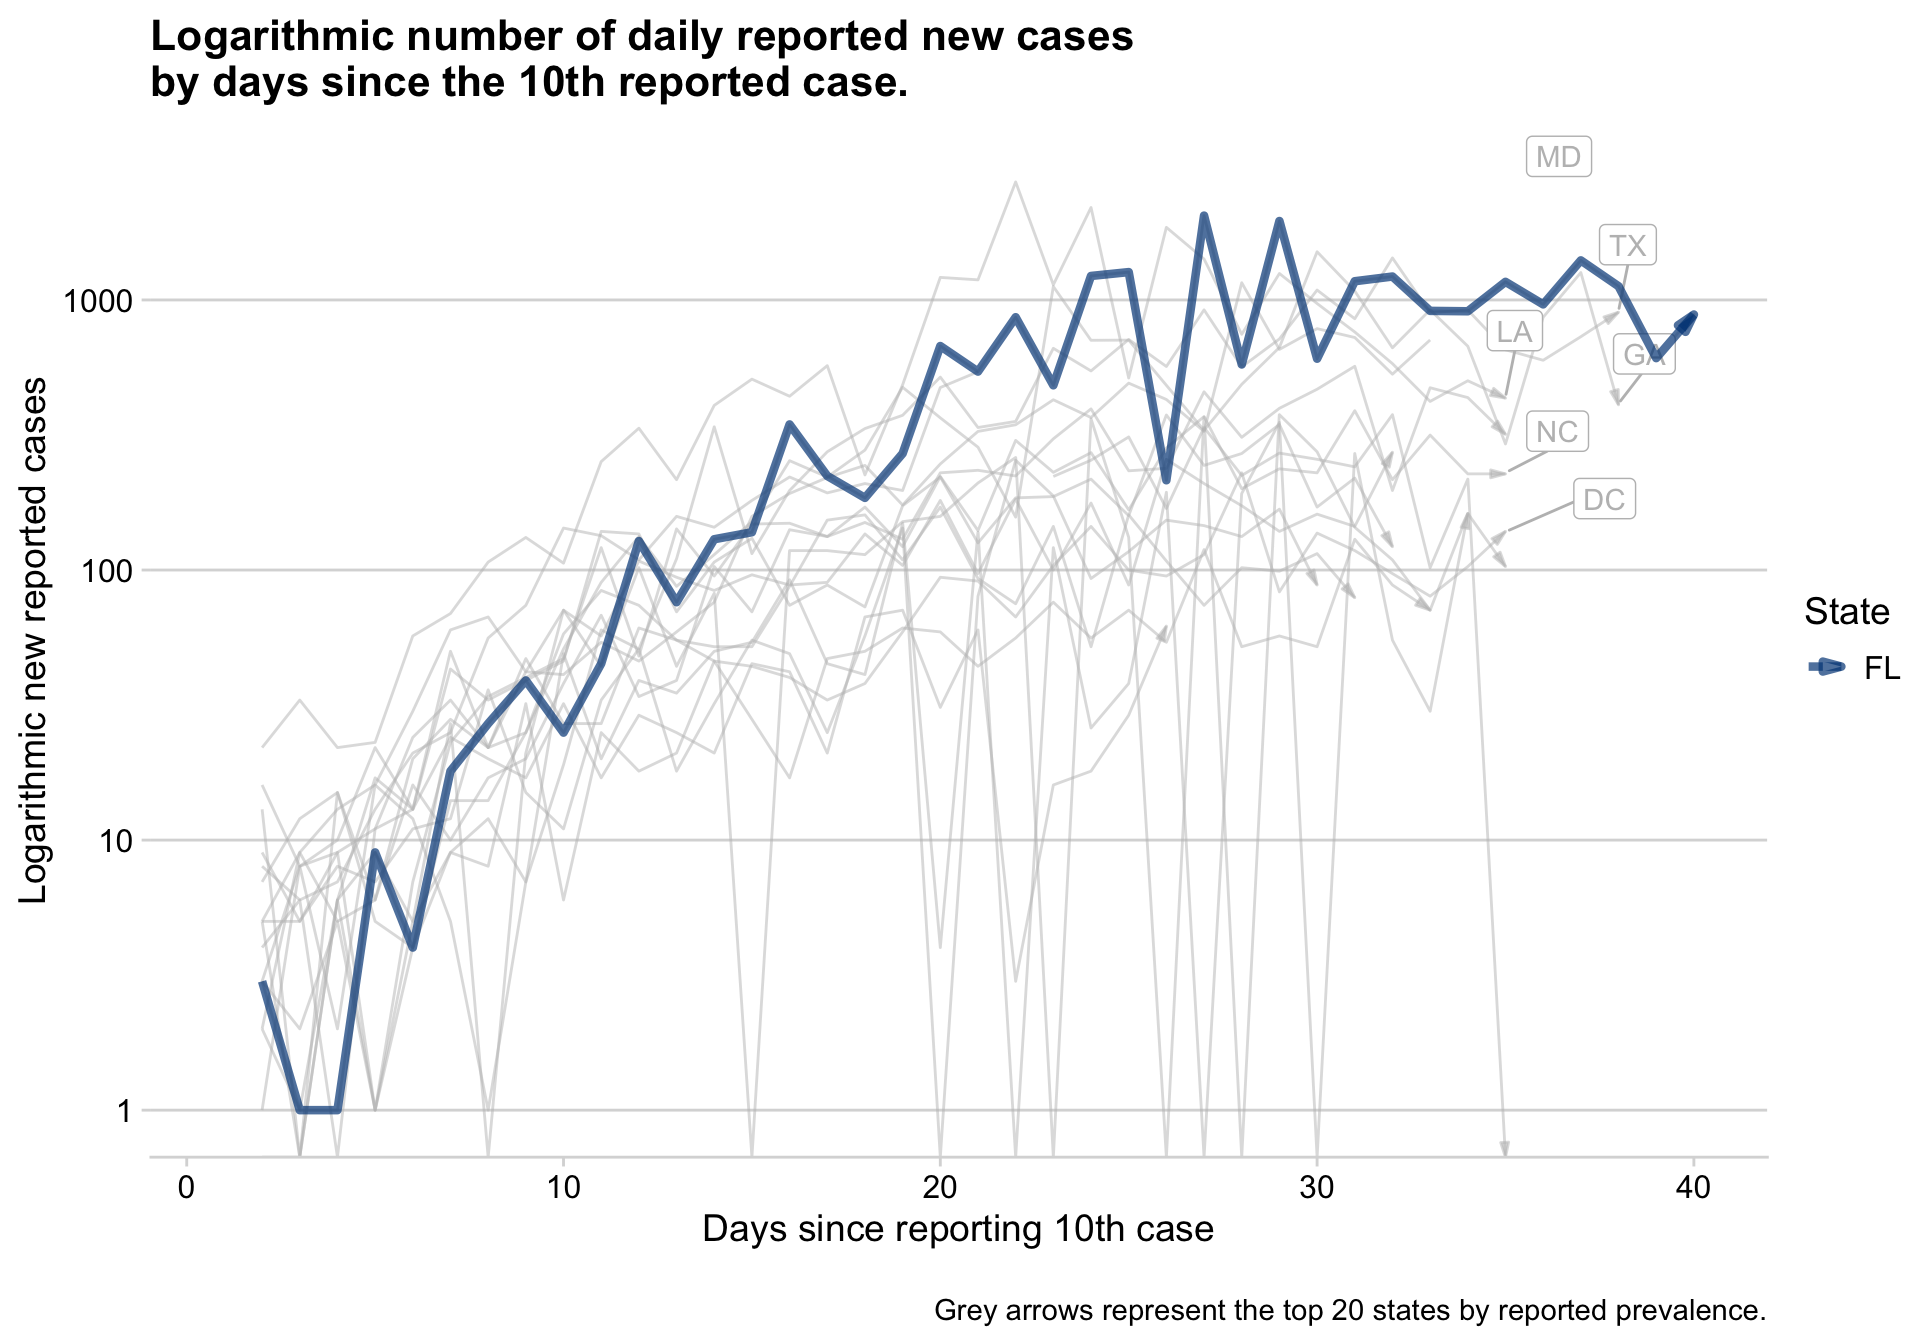 Logarithmic number of daily reported new cases
by days since the 10th reported case.
MD
TX
1000
LA
GA
NC
DC
100
10
1
Logarithmic new reported cases
State
FL
0 10 20 30 40
Days since reporting 10th case
Grey arrows represent the top 20 states by reported prevalence.